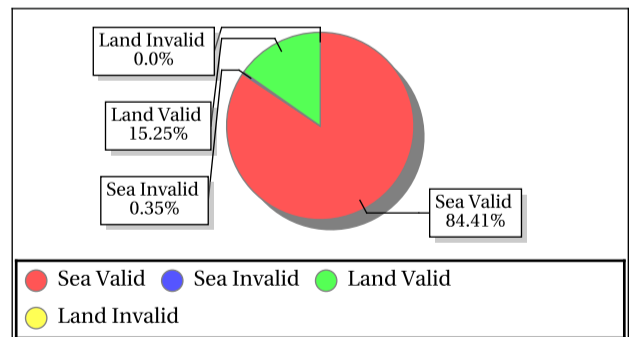 Land Invalid
0.0%
Land Valid
15.25%
Sea Invalid
0.35%
Sea Valid
84.41%
Sea Valid Sea Invalid Land Valid
Land Invalid